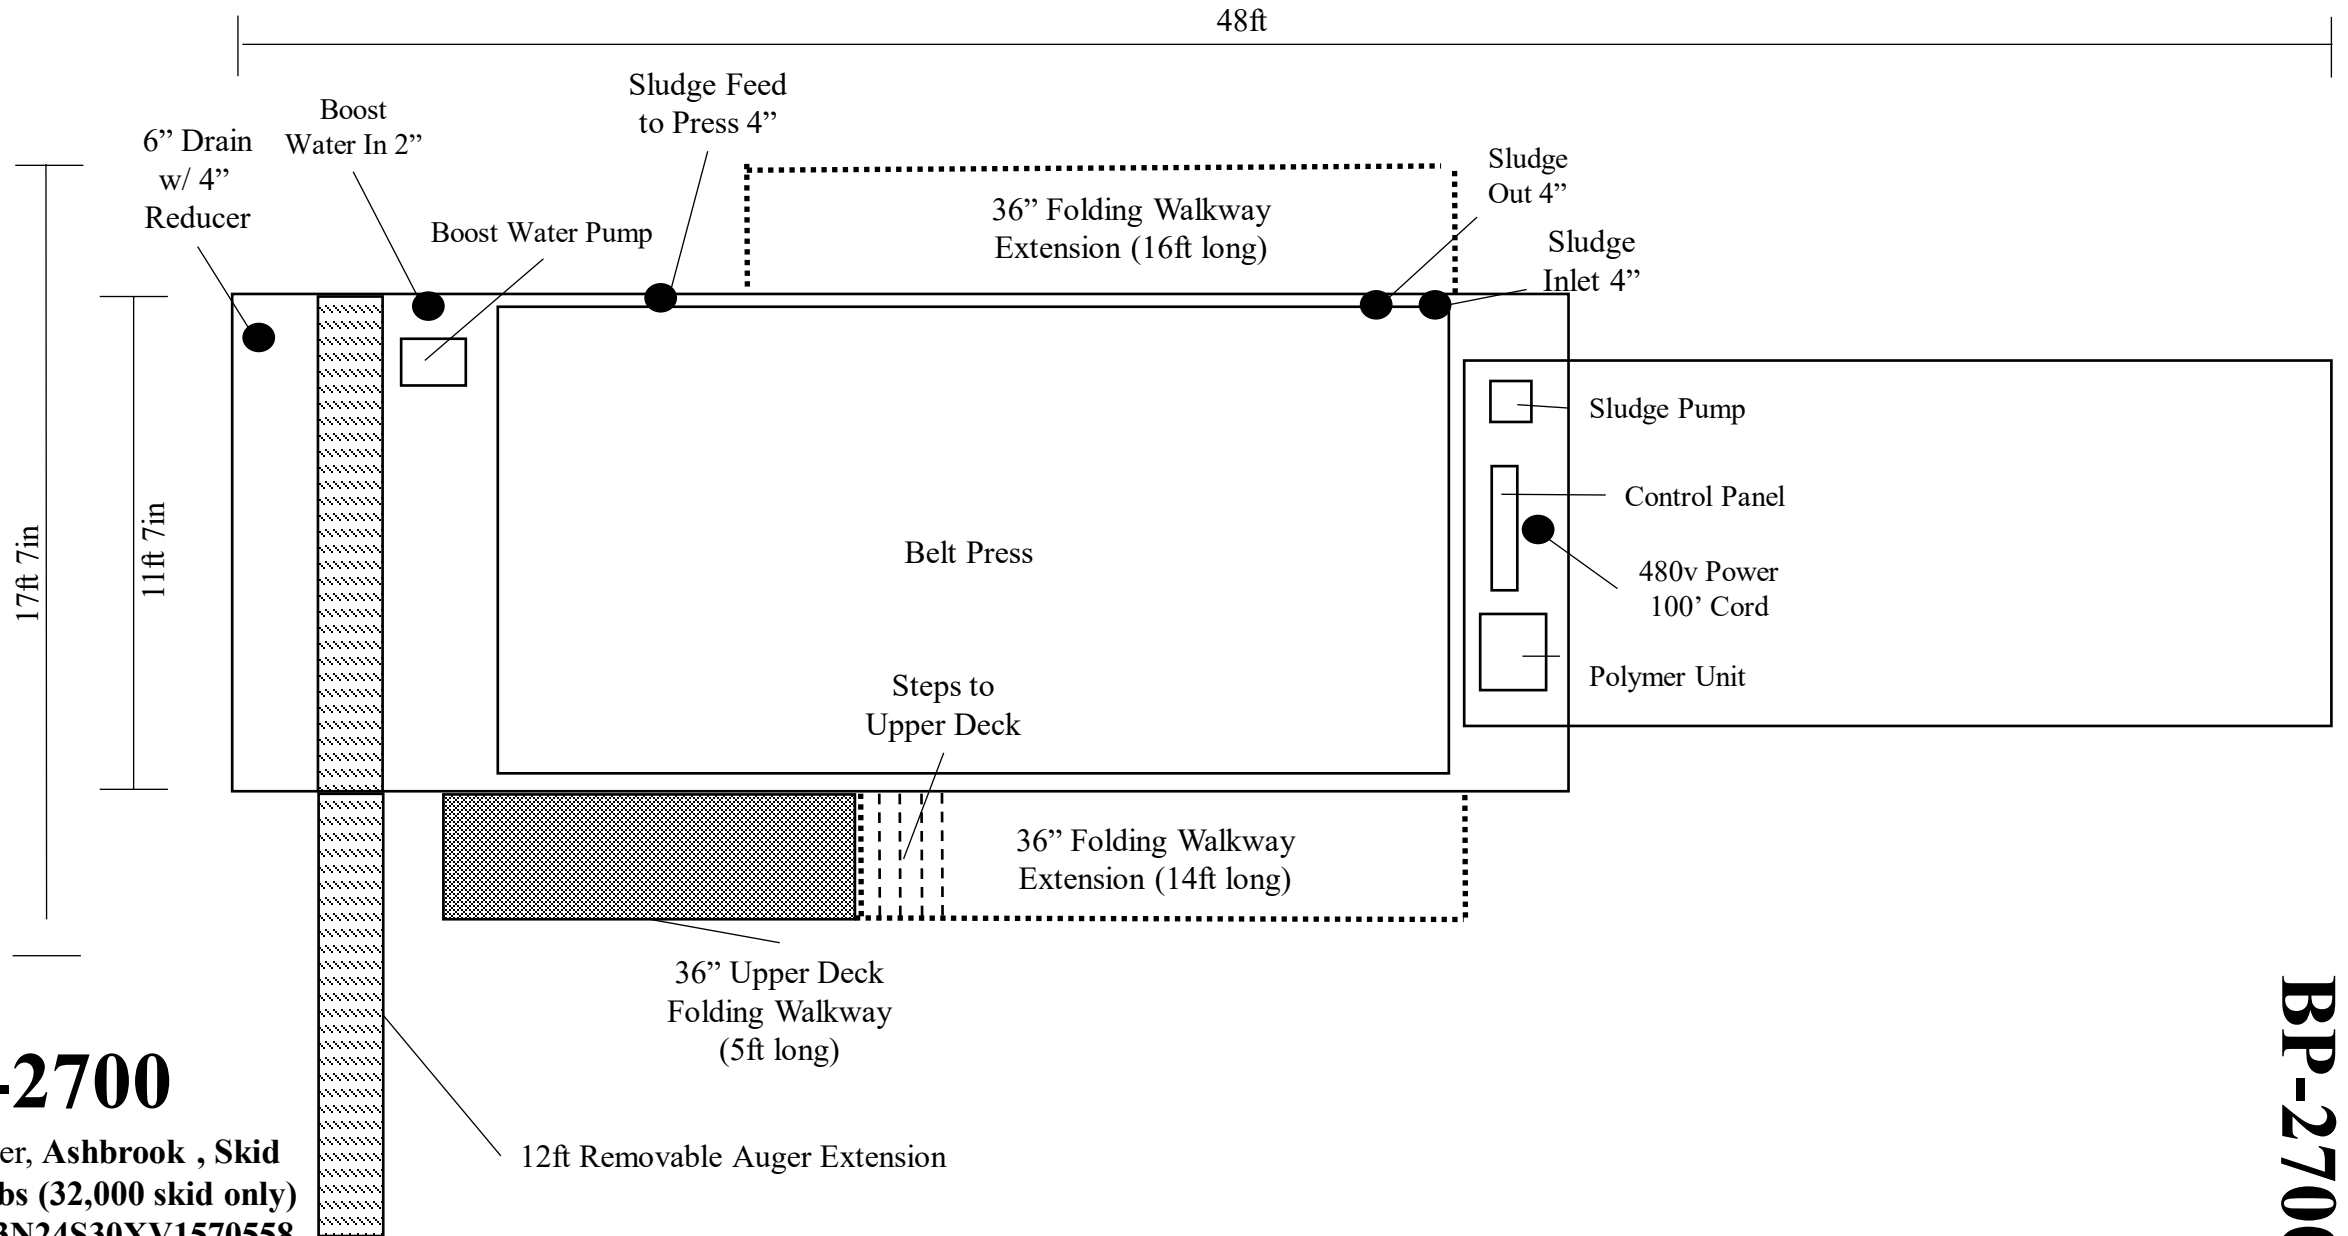 48ft
Sludge Feed
to Press 4”
Boost
Water In 2”
6” Drain
w/ 4”
Reducer
Boost Water Pump
36” Folding Walkway
Extension (16ft long)
Sludge
Out 4”
Sludge
Inlet 4”
17ft 7in
11ft 7in
Sludge Pump
Control Panel
480v Power
100’ Cord
Polymer Unit
Belt Press
Steps to
Upper Deck
36” Folding Walkway
Extension (14ft long)
36” Upper Deck
Folding Walkway
(5ft long)
12ft Removable Auger Extension
-2700
er, Ashbrook , Skid
bs (32,000 skid only)
3N24S30XV1570558
BP-2700